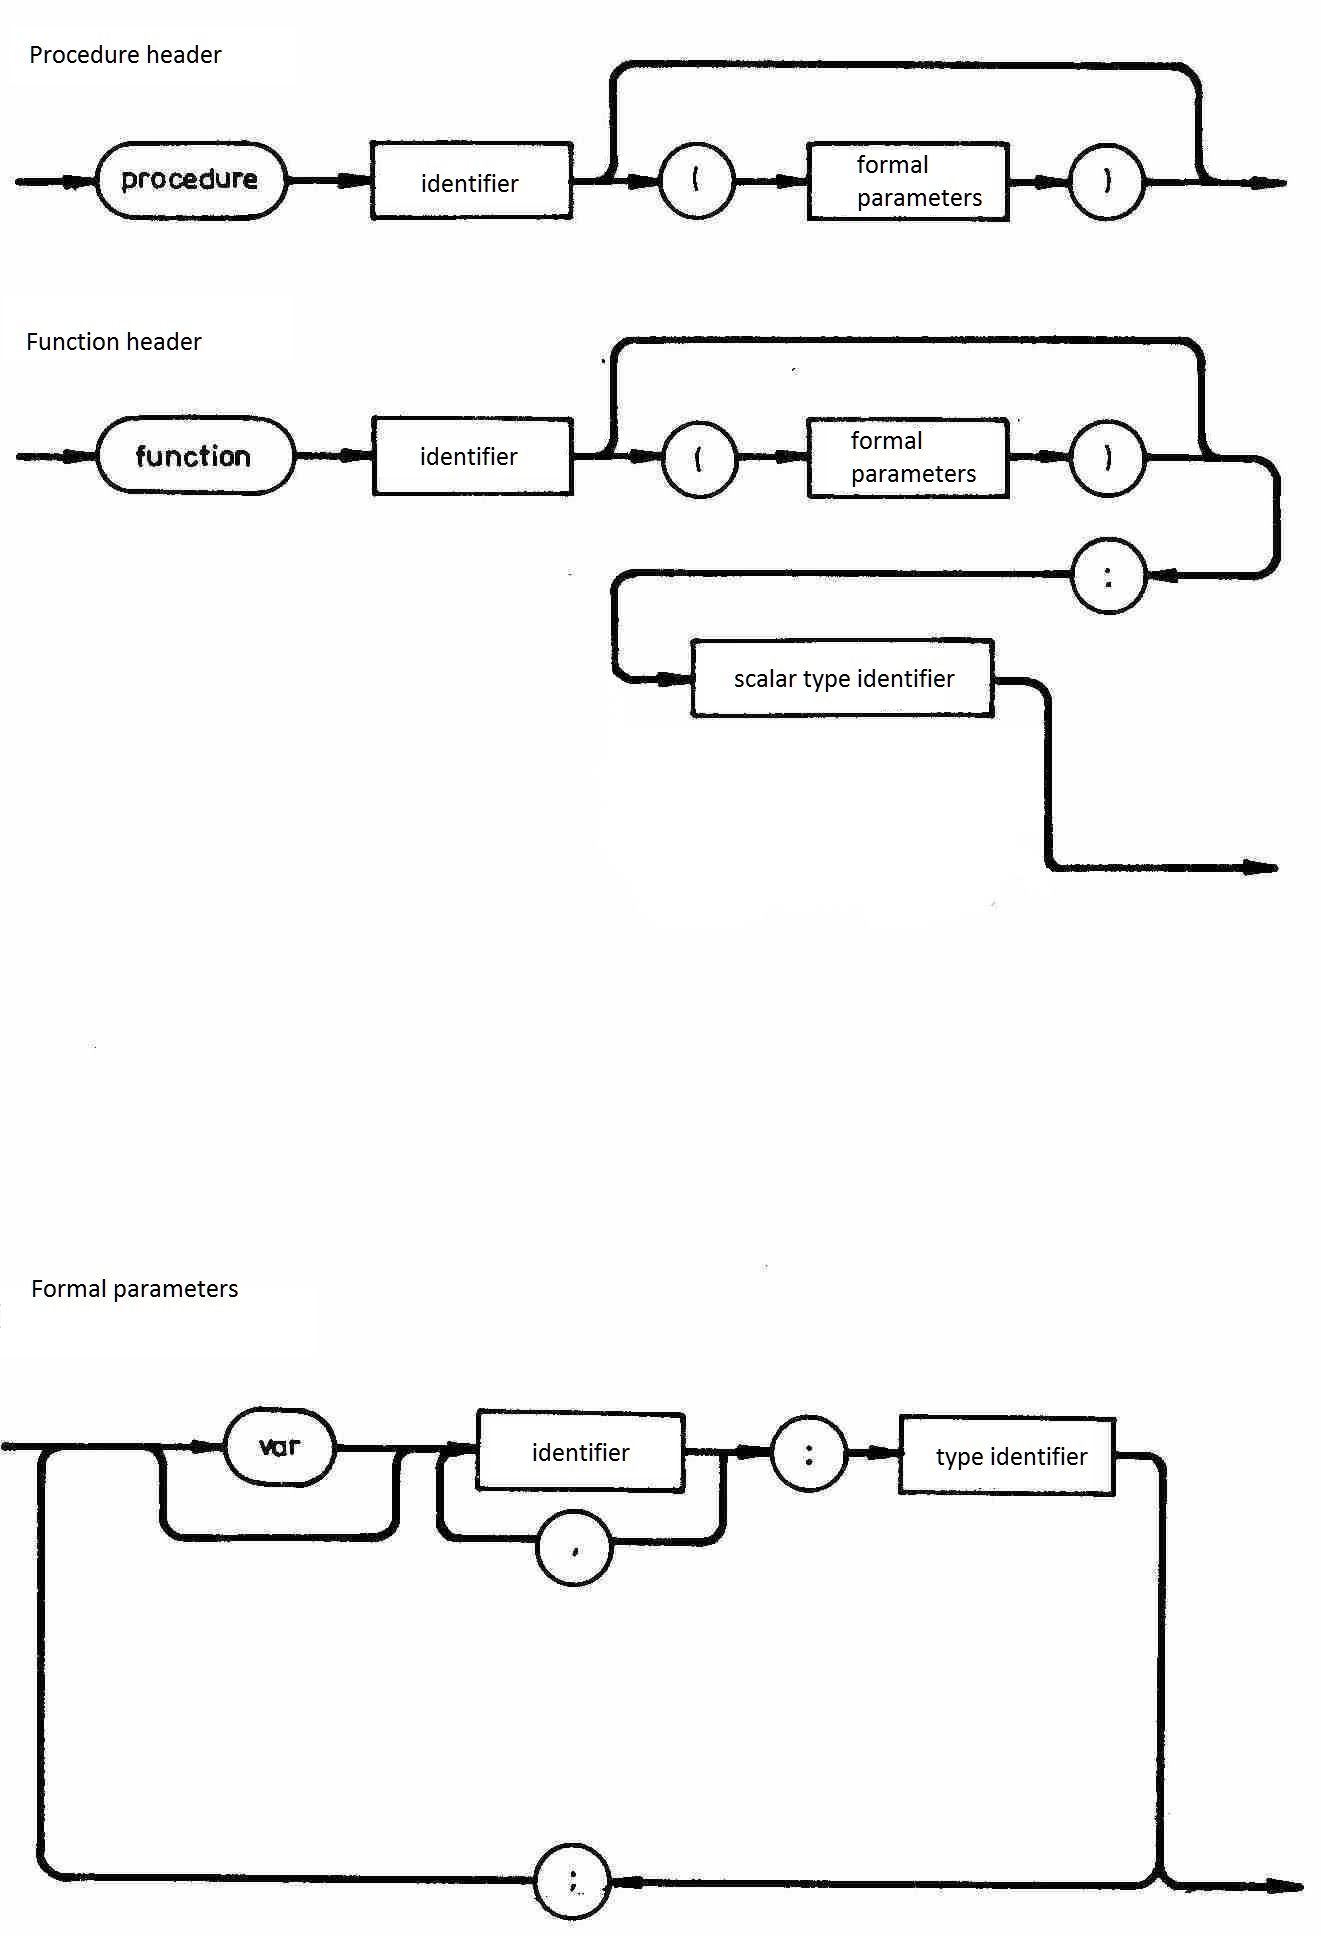 Procedure header
procedure
identifier
(
formal
parameters
)
Function header
function
identifier
(
formal
parameters
)
:
scalar type identifier
Formal parameters
var
identifier
:
type identifier
,
;